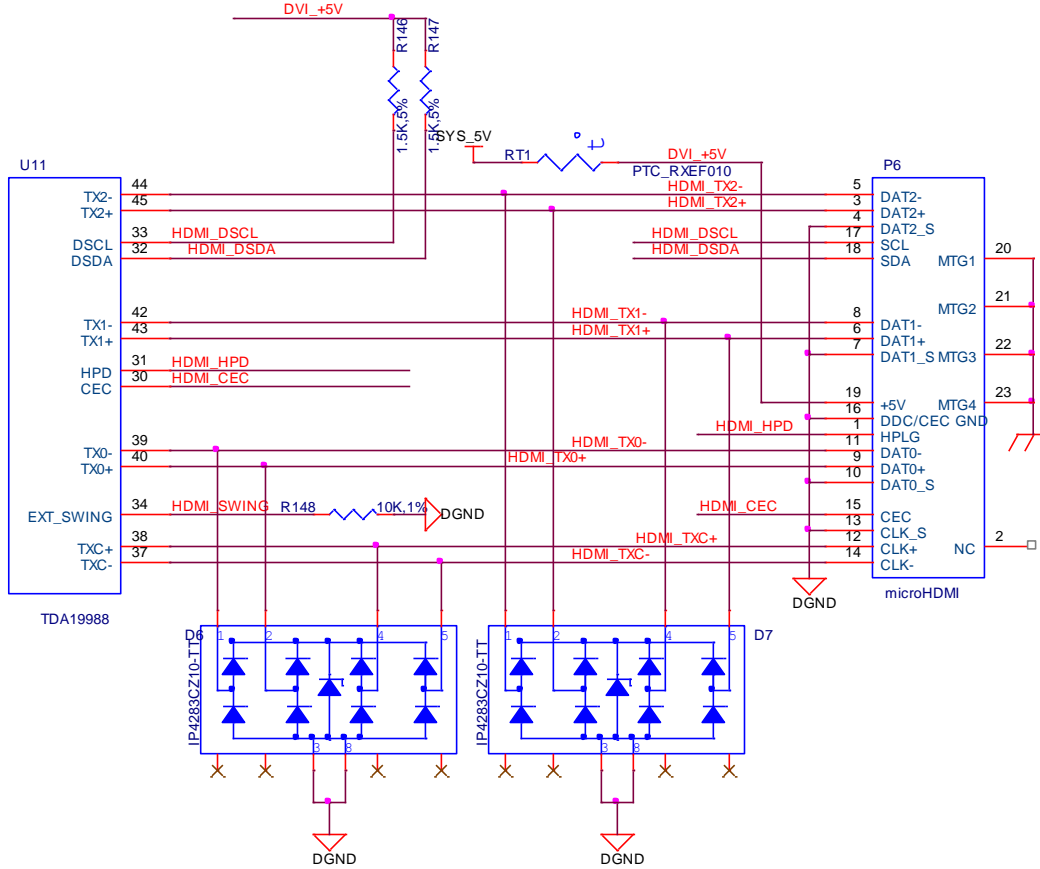 DVI_+5V
R146
R147
1.5K,5%
1.5K,5%
SYS_5V
RT1
t
°
DVI_+5V
PTC_RXEF010
U11
P6
44
TX2-
HDMI_TX2-
5
DAT2-
45
TX2+
HDMI_TX2+
3
DAT2+
4
DAT2_S
33
DSCL
HDMI_DSCL
HDMI_DSCL
17
SCL
32
DSDA
HDMI_DSDA
HDMI_DSDA
18
SDA
MTG1
20
MTG2
21
42
TX1-
HDMI_TX1-
8
DAT1-
43
TX1+
HDMI_TX1+
6
DAT1+
7
DAT1_S
MTG3
22
31
HPD
HDMI_HPD
30
CEC
HDMI_CEC
19
+5V
MTG4
23
16
DDC/CEC GND
HDMI_HPD
1
HPLG
39
TX0-
HDMI_TX0-
11
DAT0-
40
TX0+
HDMI_TX0+
9
DAT0+
10
DAT0_S
34
EXT_SWING
HDMI_SWING
R148
10K,1%
DGND
HDMI_CEC
15
CEC
13
CLK_S
38
TXC+
HDMI_TXC+
12
CLK+
NC
2
37
TXC-
HDMI_TXC-
14
CLK-
DGND
microHDMI
TDA19988
D6
IP4283CZ10-TT
1
2
4
5
3
8
DGND
D7
IP4283CZ10-TT
1
2
4
5
3
8
DGND